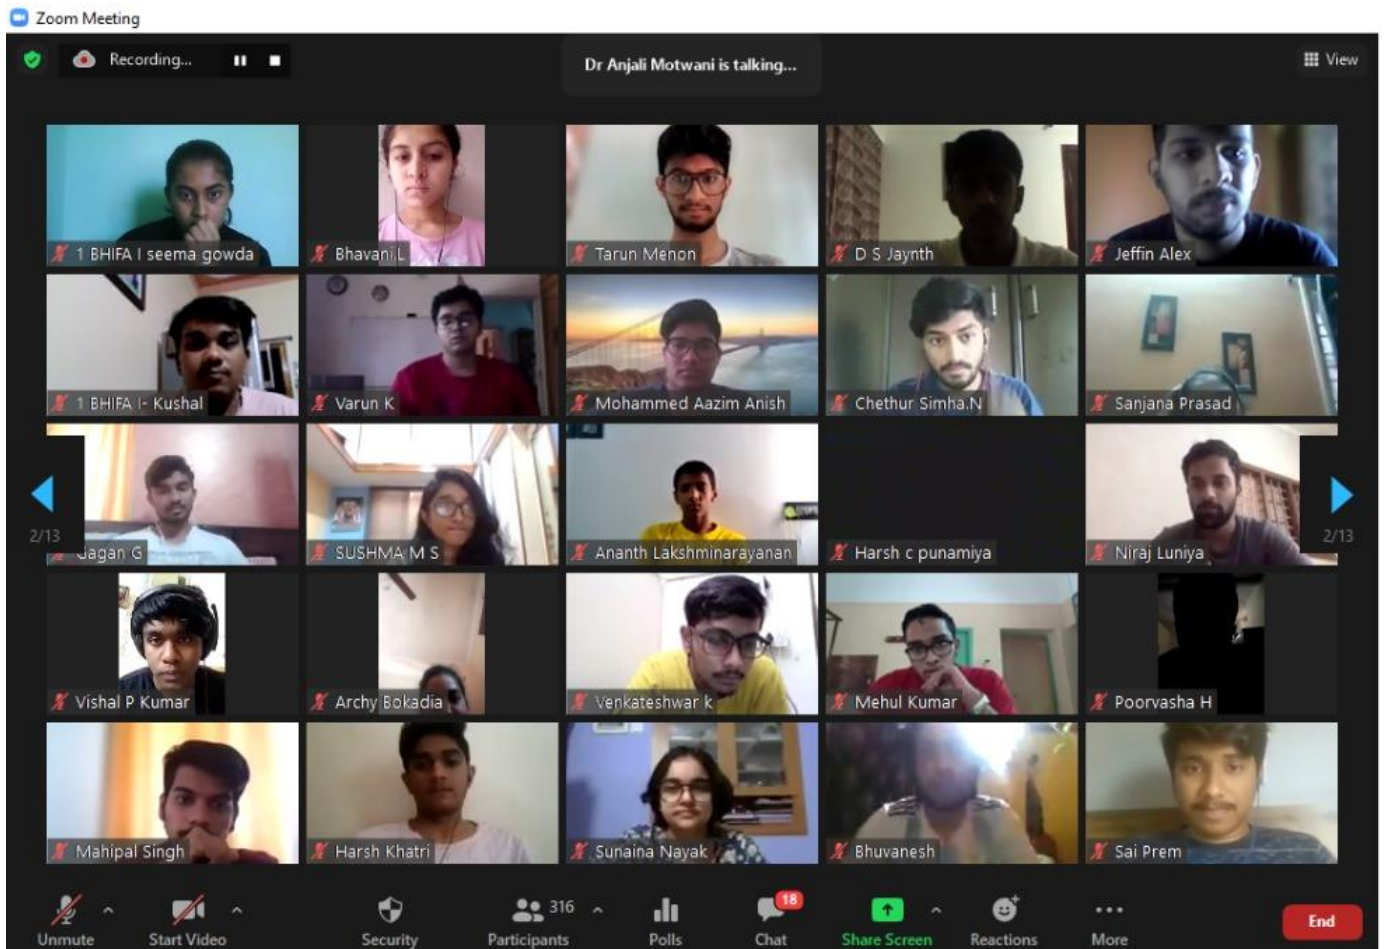 Zoom Meeting
Recording...
Dr Anjali Motwani is talking...
View
1 BHIFA I seema gowda
Bhavani.L
Tarun Menon
D S Jaynth
Jeffin Alex
1 BHIFA I- Kushal
Varun K
Mohammed Aazim Anish
Chethur Simha.N
Sanjana Prasad
2/13
Gagan G
SUSHMA M S
Ananth Lakshminarayanan
Harsh c punamiya
Niraj Luniya
2/13
Vishal P Kumar
Archy Bokadia
Venkateshwar k
Mehul Kumar
Poorvasha H
Mahipal Singh
Harsh Khatri
Sunaina Nayak
Bhuvanesh
Sai Prem
316
18
Unmute
Start Video
Security
Participants
Polls
Chat
Share Screen
Reactions
More
End